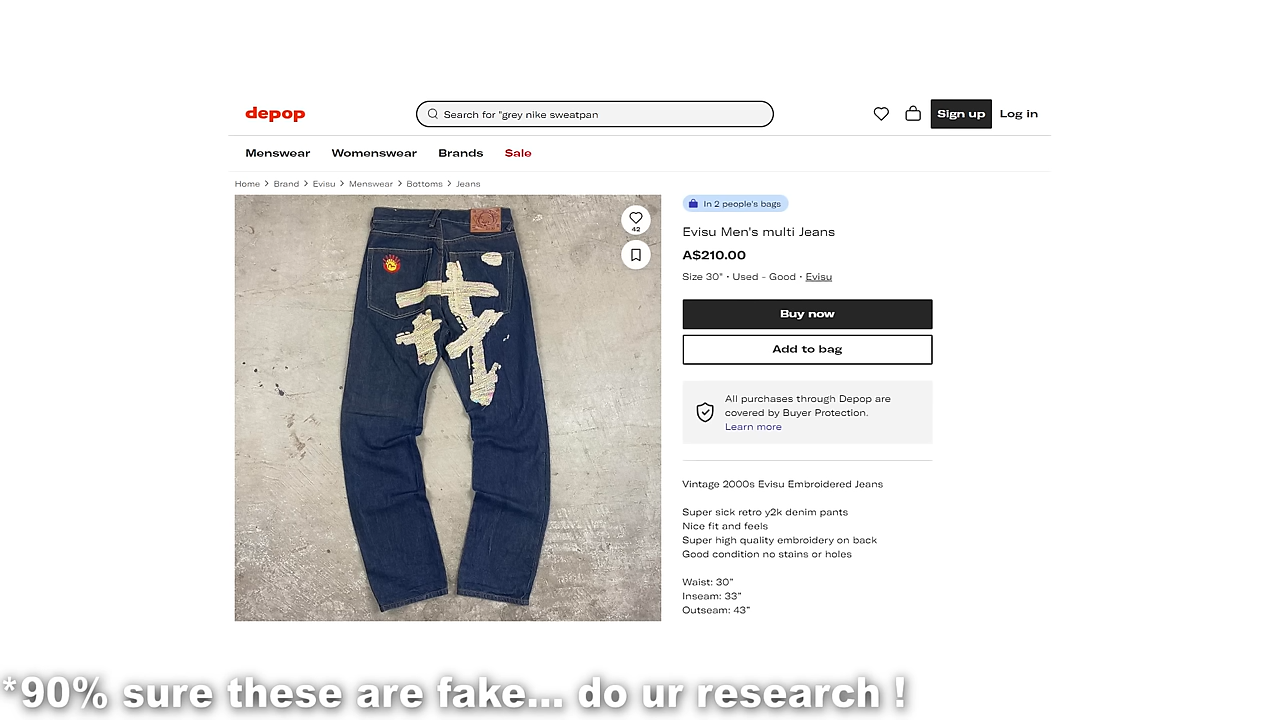 depop
Search for "grey nike sweatpan
Sign up
Log in
Menswear
Womenswear
Brands
Sale
Home > Brand > Evisu > Menswear > Bottoms > Jeans
42
In 2 people's bags
Evisu Men's multi Jeans
A$210.00
Size 30" · Used - Good · Evisu
Buy now
Add to bag
All purchases through Depop are
covered by Buyer Protection.
Learn more
Vintage 2000s Evisu Embroidered Jeans
Super sick retro y2k denim pants
Nice fit and feels
Super high quality embroidery on back
Good condition no stains or holes
Waist: 30”
Inseam: 33”
Outseam: 43”
*90% sure these are fake... do ur research !